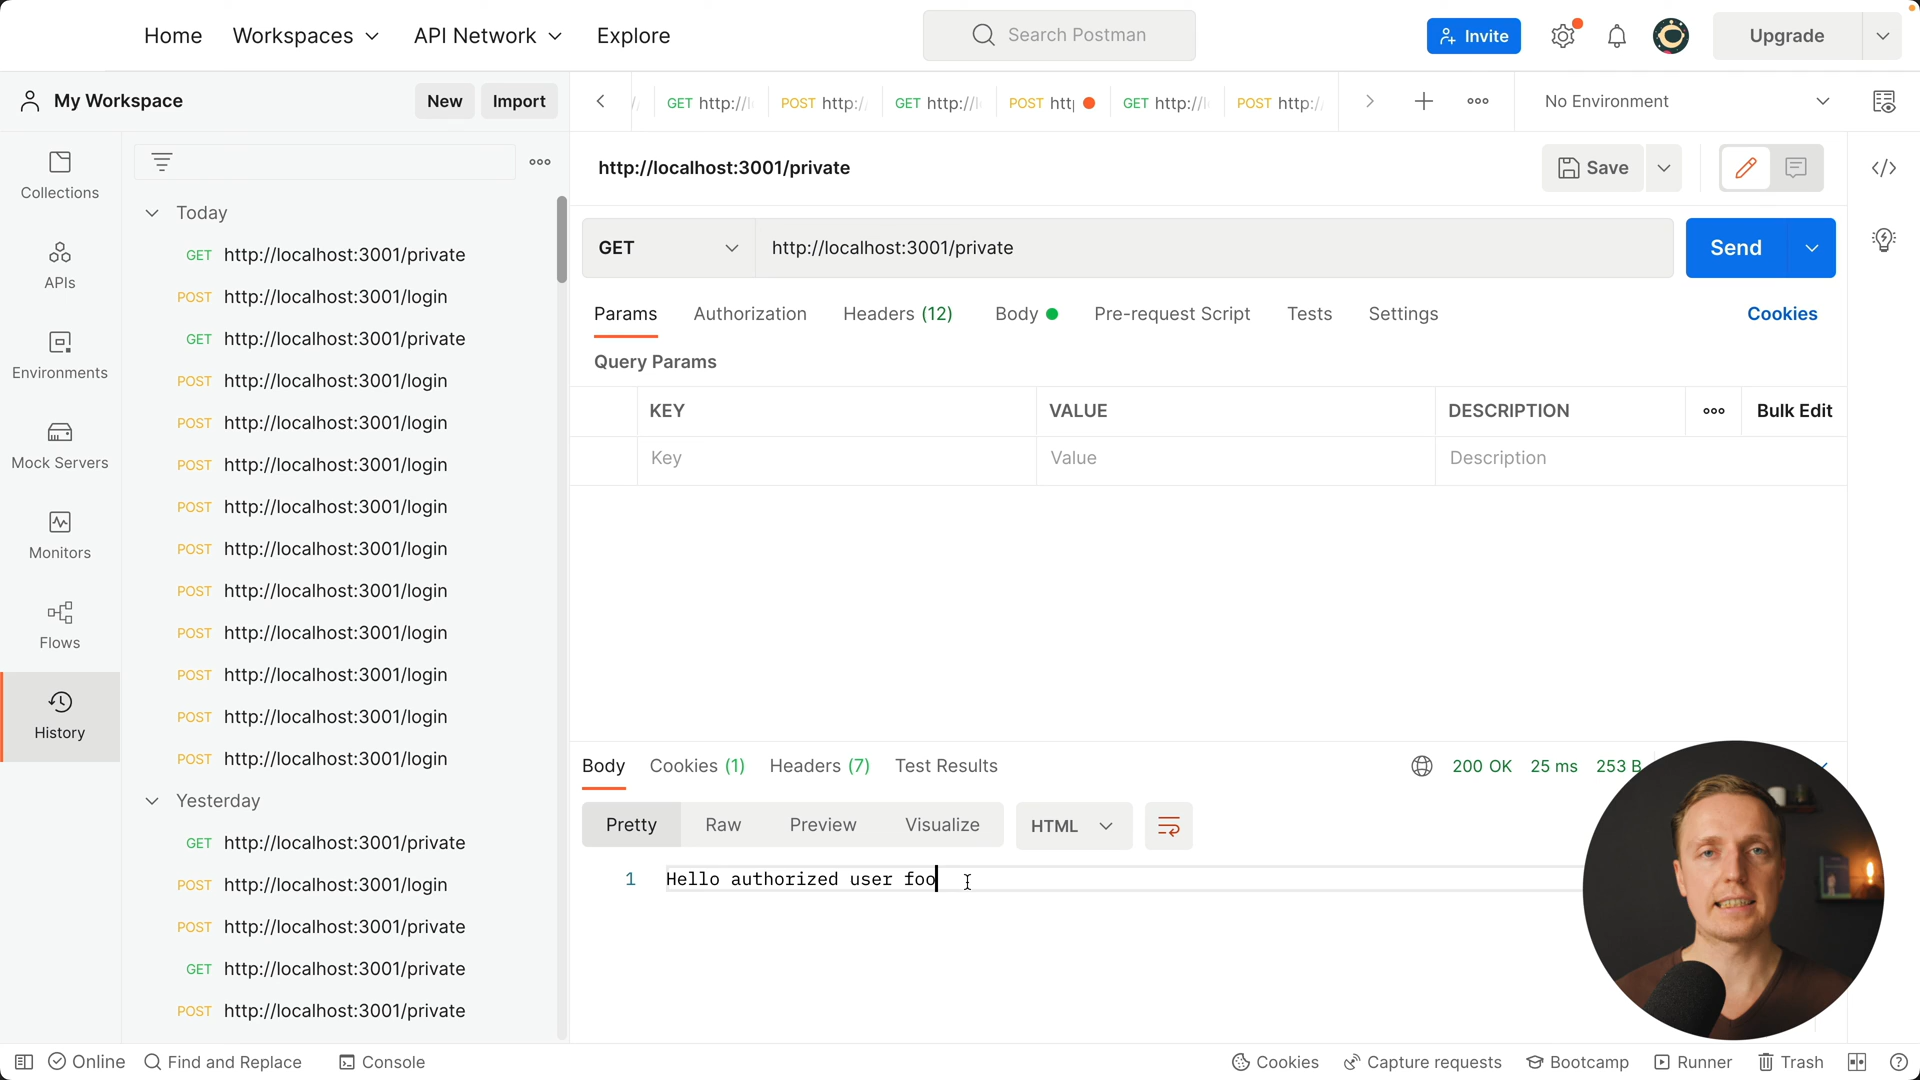 Home Workspaces API Network Explore Search Postman Invite Upgrade
My Workspace New Import GET http://l POST http:/ GET http://l POST htt GET http://l POST http:/ No Environment
http://localhost:3001/private Save
Collections
APIs
Environments
Mock Servers
Monitors
Flows
History
Today
GET http://localhost:3001/private
POST http://localhost:3001/login
GET http://localhost:3001/private
POST http://localhost:3001/login
POST http://localhost:3001/login
POST http://localhost:3001/login
POST http://localhost:3001/login
POST http://localhost:3001/login
POST http://localhost:3001/login
POST http://localhost:3001/login
POST http://localhost:3001/login
POST http://localhost:3001/login
POST http://localhost:3001/login
Yesterday
GET http://localhost:3001/private
POST http://localhost:3001/login
POST http://localhost:3001/private
GET http://localhost:3001/private
POST http://localhost:3001/private
GET http://localhost:3001/private Send
Params Authorization Headers (12) Body Pre-request Script Tests Settings Cookies
Query Params
KEY VALUE DESCRIPTION Bulk Edit
Key Value Description
Body Cookies (1) Headers (7) Test Results 200 OK 25 ms 253 B
Pretty Raw Preview Visualize HTML
1 Hello authorized user foo
Online Find and Replace Console Cookies Capture requests Bootcamp Runner Trash